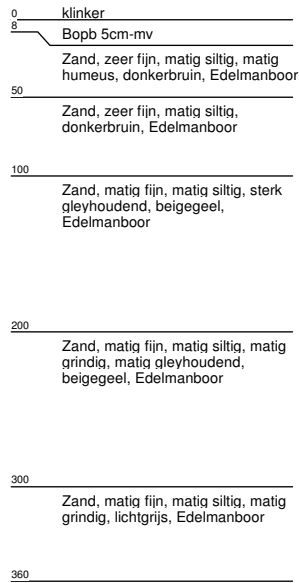 0 klinker
8 Bopb 5cm-mv
Zand, zeer fijn, matig siltig, matig
humeus, donkerbruin, Edelmanboor
50
Zand, zeer fijn, matig siltig,
donkerbruin, Edelmanboor
100
Zand, matig fijn, matig siltig, sterk
gleyhoudend, beigegeel,
Edelmanboor
200
Zand, matig fijn, matig siltig, matig
grindig, matig gleyhoudend,
beigegeel, Edelmanboor
300
Zand, matig fijn, matig siltig, matig
grindig, lichtgrijs, Edelmanboor
360